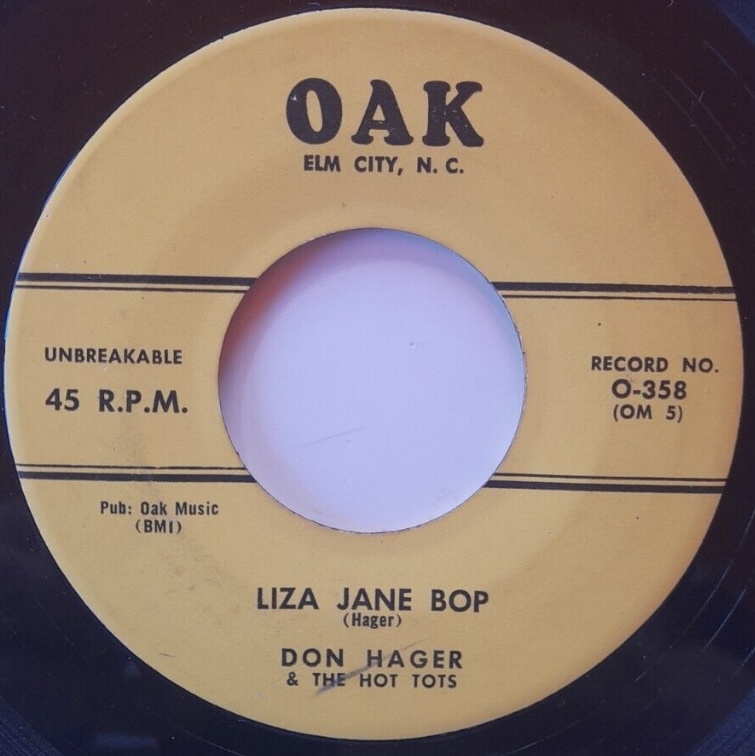 OAK
ELM CITY, N. C.
UNBREAKABLE
45 R.P.M.
RECORD NO.
O-358
(OM 5)
Pub: Oak Music
(BMI)
LIZA JANE BOP
(Hager)
DON HAGER
& THE HOT TOTS